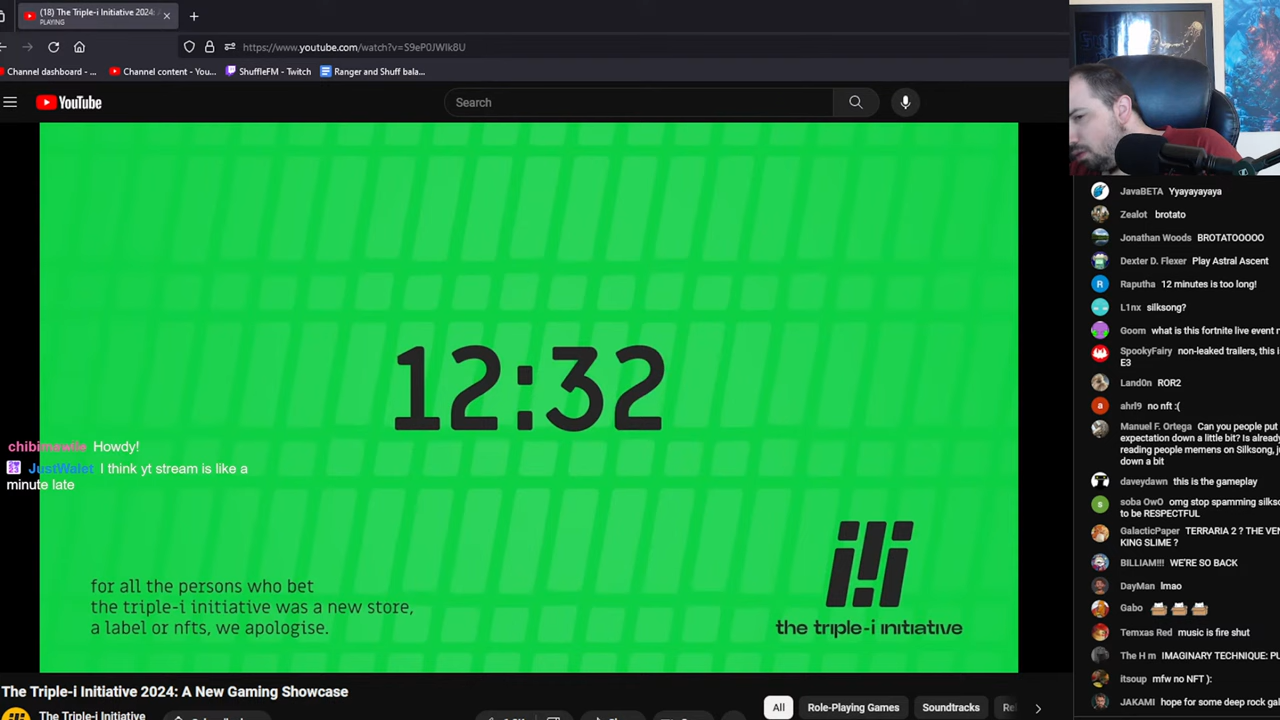 (18) The Triple-i Initiative 2024:
PLAYING
https://www.youtube.com/watch?v=S9eP0JWlk8U
Channel dashboard - ...
Channel content - You...
ShuffleFM - Twitch
Ranger and Shuff bala...
YouTube
Search
12:32
for all the persons who bet
the triple-i initiative was a new store,
a label or nfts, we apologise.
the triple-i initiative
Howdy!
JustWalet I think yt stream is like a
minute late
The Triple-i Initiative 2024: A New Gaming Showcase
The Triple-i Initiative
All
Role-Playing Games
Soundtracks
JavaBETA Yyayayayaya
Zealot brotato
Jonathan Woods BROTATOOOOO
Dexter D. Flexer Play Astral Ascent
Raputha 12 minutes is too long!
L1nx silksong?
Goom what is this fortnite live event
SpookyFairy non-leaked trailers, this
E3
Land0n ROR2
ahrl9 no nft :(
Manuel F. Ortega Can you people put
expectation down a little bit? Is already
reading people memens on Silksong,
down a bit
daveydawn this is the gameplay
soba OwO omg stop spamming
to be RESPECTFUL
GalacticPaper TERRARIA 2 ? THE
KING SLIME ?
BILLIAM!!! WE'RE SO BACK
DayMan lmao
Gabo
Temxas Red music is fire shut
The H m IMAGINARY TECHNIQUE:
itsoup mfw no NFT ):
JAKAMI hope for some deep rock